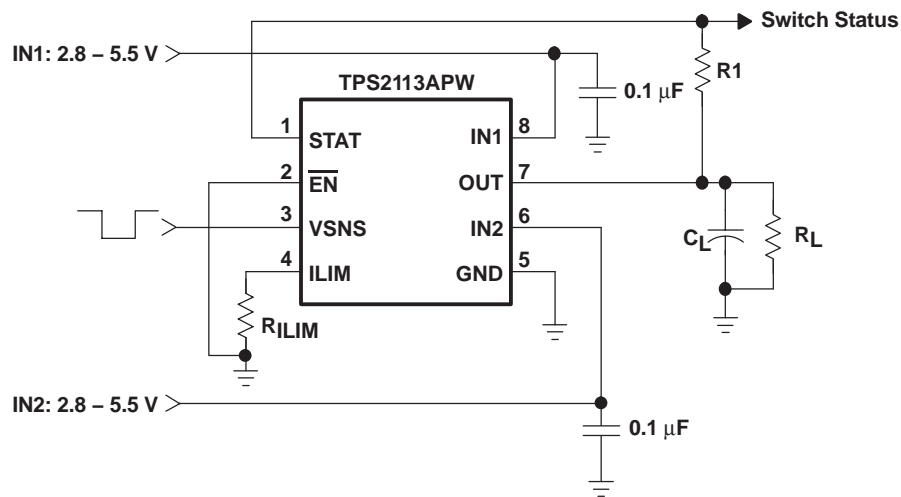 Switch Status
IN1: 2.8 – 5.5 V
R1
TPS2113APW
0.1 μF
1
STAT
IN1
8
2
E̅N̅
OUT
7
3
VSNS
IN2
6
4
ILIM
GND
5
CL
RL
RILIM
IN2: 2.8 – 5.5 V
0.1 μF